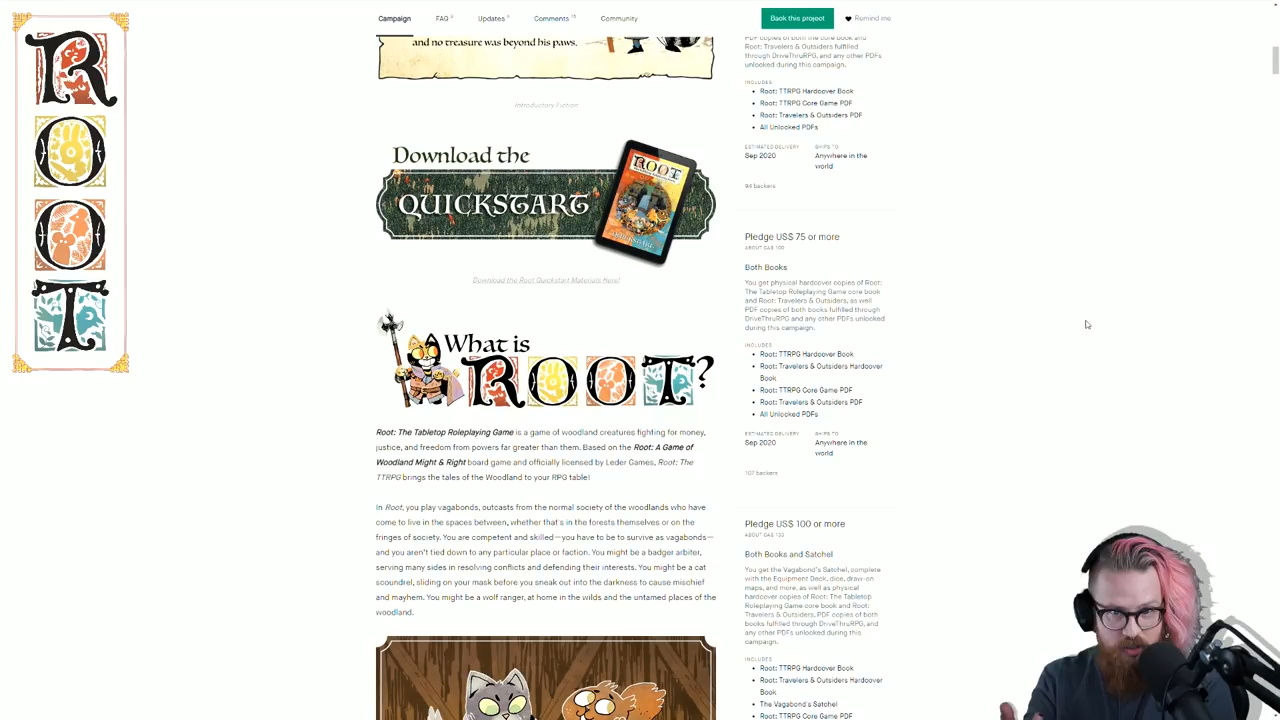 ROOT
Campaign
FAQ
Updates
Comments
Community
Back this project
Remind me
and no treasure was beyond his paws.
Introductory Fiction
Download the
QUICKSTART
ROOT
Download the Root Quickstart Materials Here!
What is
ROOT?
Root: The Tabletop Roleplaying Game is a game of woodland creatures fighting for money,
justice, and freedom from powers far greater than them. Based on the Root: A Game of
Woodland Might & Right board game and officially licensed by Leder Games, Root: The
TTRPG brings the tales of the Woodland to your RPG table!
In Root, you play vagabonds, outcasts from the normal society of the woodlands who have
come to live in the spaces between, whether that's in the forests themselves or on the
fringes of society. You are competent and skilled—you have to be to survive as vagabonds—
and you aren't tied down to any particular place or faction. You might be a badger arbiter,
serving many sides in resolving conflicts and defending their interests. You might be a cat
scoundrel, sliding on your mask before you sneak out into the darkness to cause mischief
and mayhem. You might be a wolf ranger, at home in the wilds and the untamed places of the
woodland.
PDF copies of both the core book and
Root: Travelers & Outsiders fulfilled
through DriveThruRPG, and any other PDFs
unlocked during this campaign.
INCLUDES
• Root: TTRPG Hardcover Book
• Root: TTRPG Core Game PDF
• Root: Travelers & Outsiders PDF
• All Unlocked PDFs
ESTIMATED DELIVERY
Sep 2020
SHIPS TO
Anywhere in the
world
94 backers
Pledge US$ 75 or more
ABOUT CA$ 100
Both Books
You get physical hardcover copies of Root:
The Tabletop Roleplaying Game core book
and Root: Travelers & Outsiders, as well
PDF copies of both books fulfilled through
DriveThruRPG and any other PDFs unlocked
during this campaign.
INCLUDES
• Root: TTRPG Hardcover Book
• Root: Travelers & Outsiders Hardcover
Book
• Root: TTRPG Core Game PDF
• Root: Travelers & Outsiders PDF
• All Unlocked PDFs
ESTIMATED DELIVERY
Sep 2020
SHIPS TO
Anywhere in the
world
107 backers
Pledge US$ 100 or more
ABOUT CA$ 133
Both Books and Satchel
You get the Vagabond's Satchel, complete
with the Equipment Deck, dice, draw-on
maps, and more, as well as physical
hardcover copies of Root: The Tabletop
Roleplaying Game core book and Root:
Travelers & Outsiders, PDF copies of both
books fulfilled through DriveThruRPG, and
any other PDFs unlocked during this
campaign.
INCLUDES
• Root: TTRPG Hardcover Book
• Root: Travelers & Outsiders Hardcover
Book
• The Vagabond's Satchel
• Root: TTRPG Core Game PDF